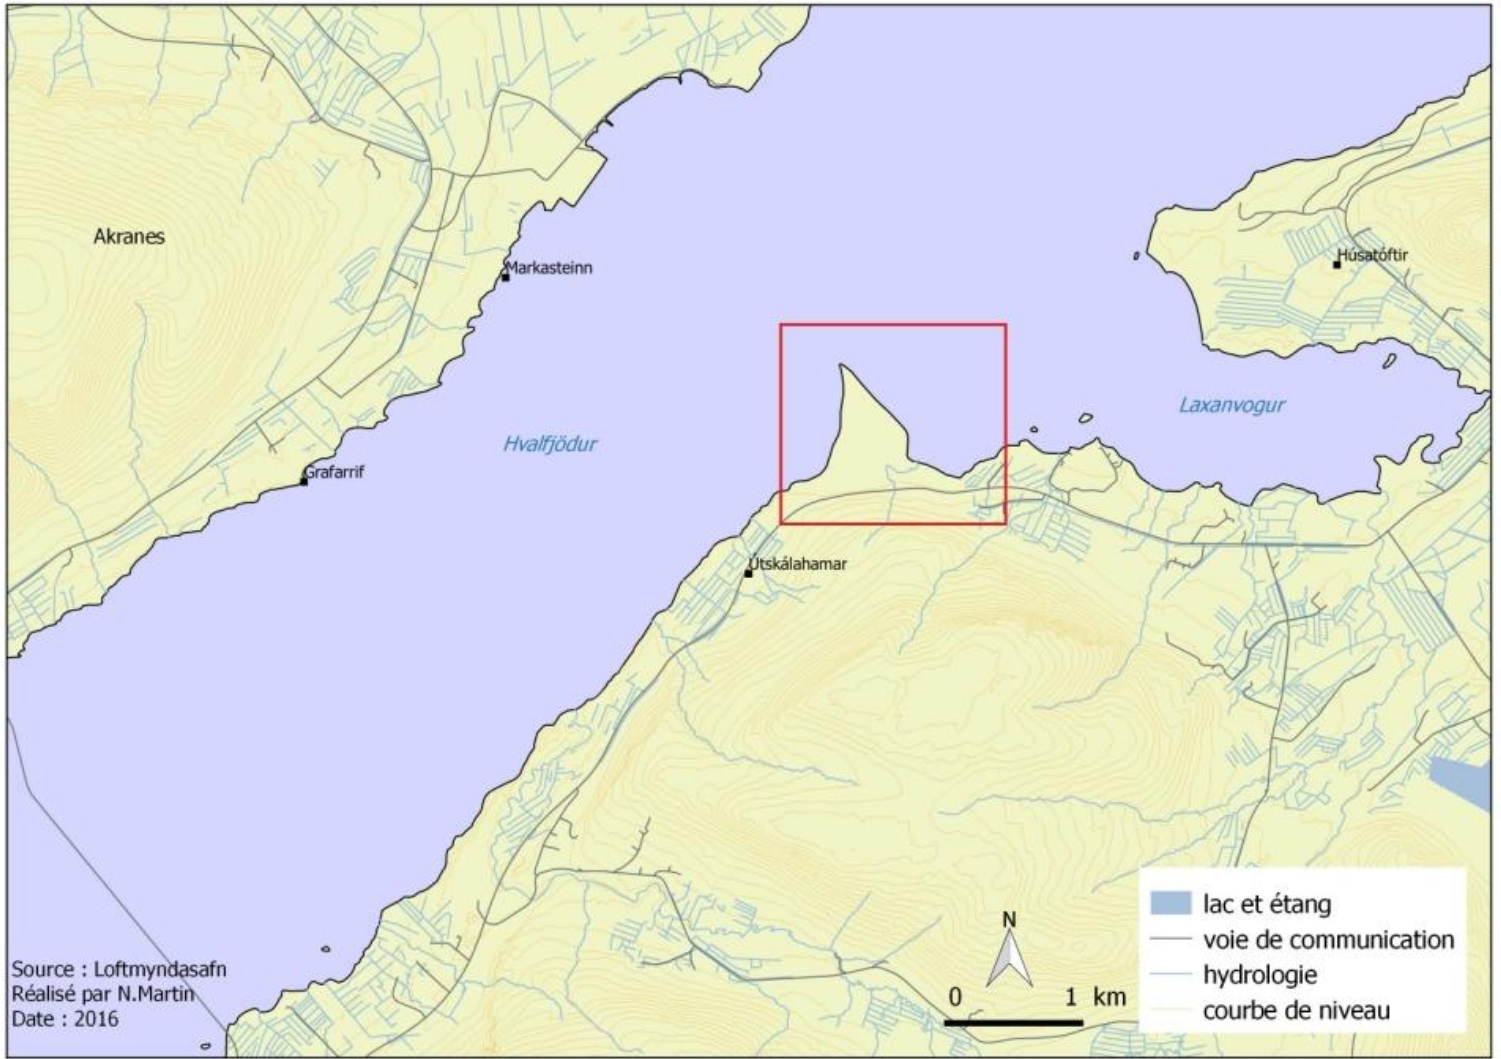 Akranes
Markasteinn
Húsatóftir
Laxanvogur
Hvalfjödur
Grafarrif
Útskálahamar
lac et étang
voie de communication
hydrologie
courbe de niveau
N
0 1 km
Source : Loftmyndasafn
Réalisé par N.Martin
Date : 2016